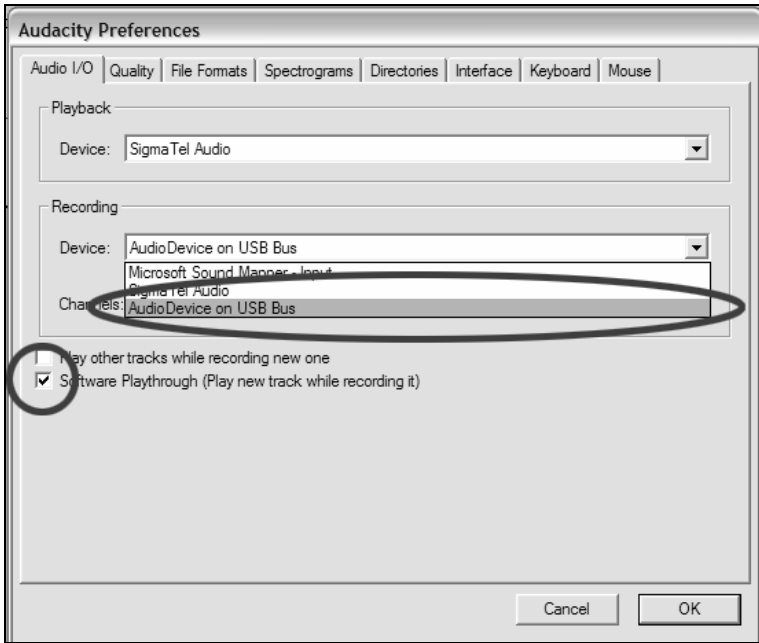 Audacity Preferences
Audio I/O Quality File Formats Spectrograms Directories Interface Keyboard Mouse
Playback
Device: SigmaTel Audio
Recording
Device: AudioDevice on USB Bus
Microsoft Sound Mapper - Input
SigmaTel Audio
Channels: AudioDevice on USB Bus
Play other tracks while recording new one
Software Playthrough (Play new track while recording it)
Cancel OK